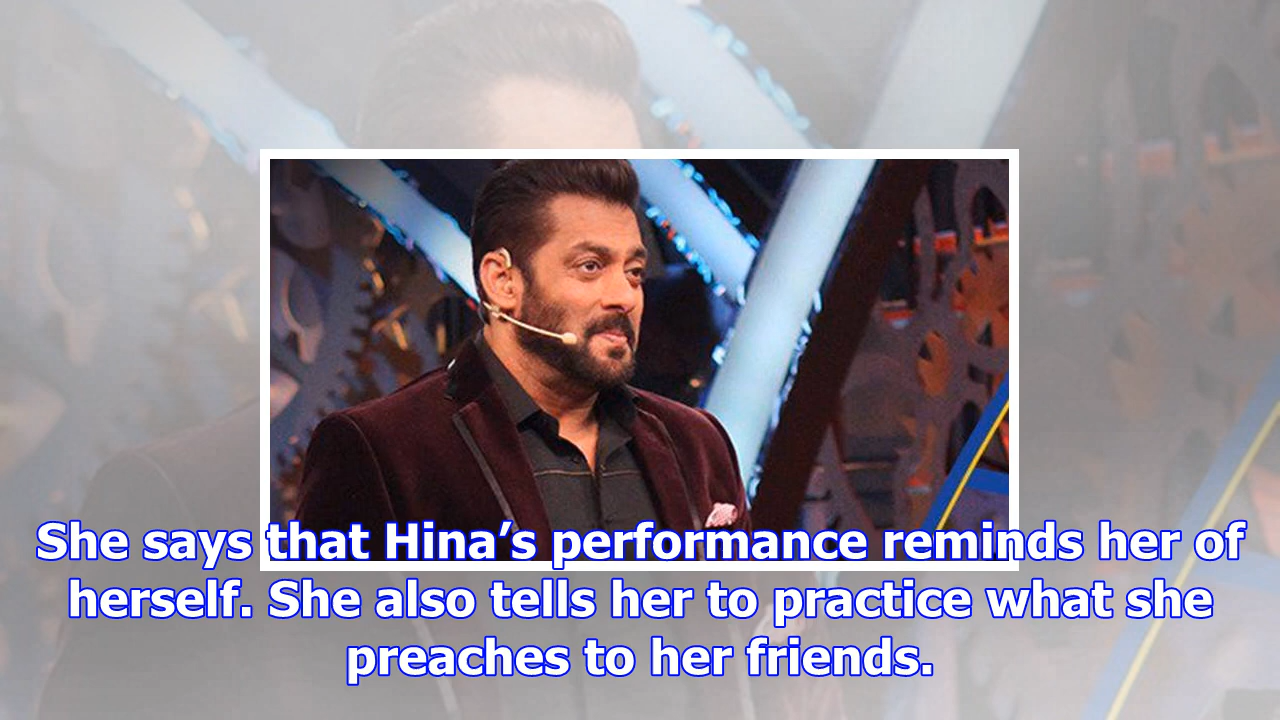 She says that Hina’s performance reminds her of
herself. She also tells her to practice what she
preaches to her friends.